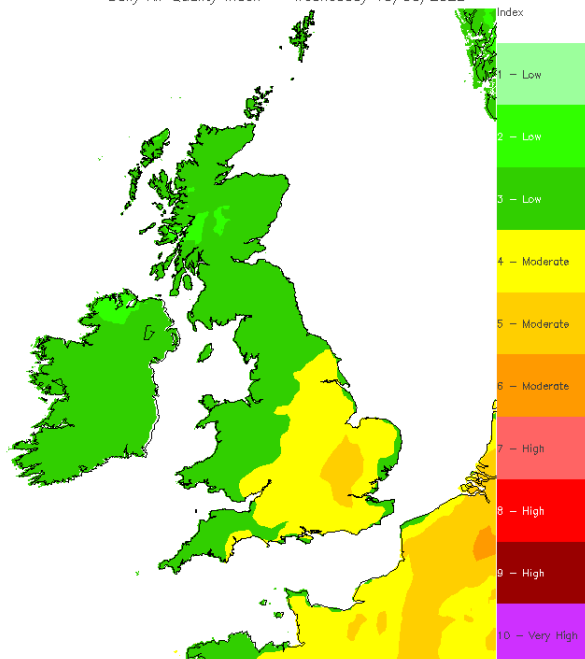 Index
1 - Low
2 - Low
3 - Low
4 - Moderate
5 - Moderate
6 - Moderate
7 - High
8 - High
9 - High
10 - Very High